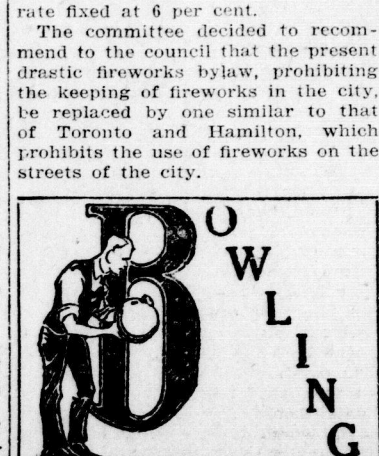 rate fixed at 6 per cent.
The committee decided to recom-
mend to the council that the present
drastic fireworks bylaw, prohibiting
the keeping of fireworks in the city,
be replaced by one similar to that
of Toronto and Hamilton, which
prohibits the use of fireworks on the
streets of the city.
BOWLING